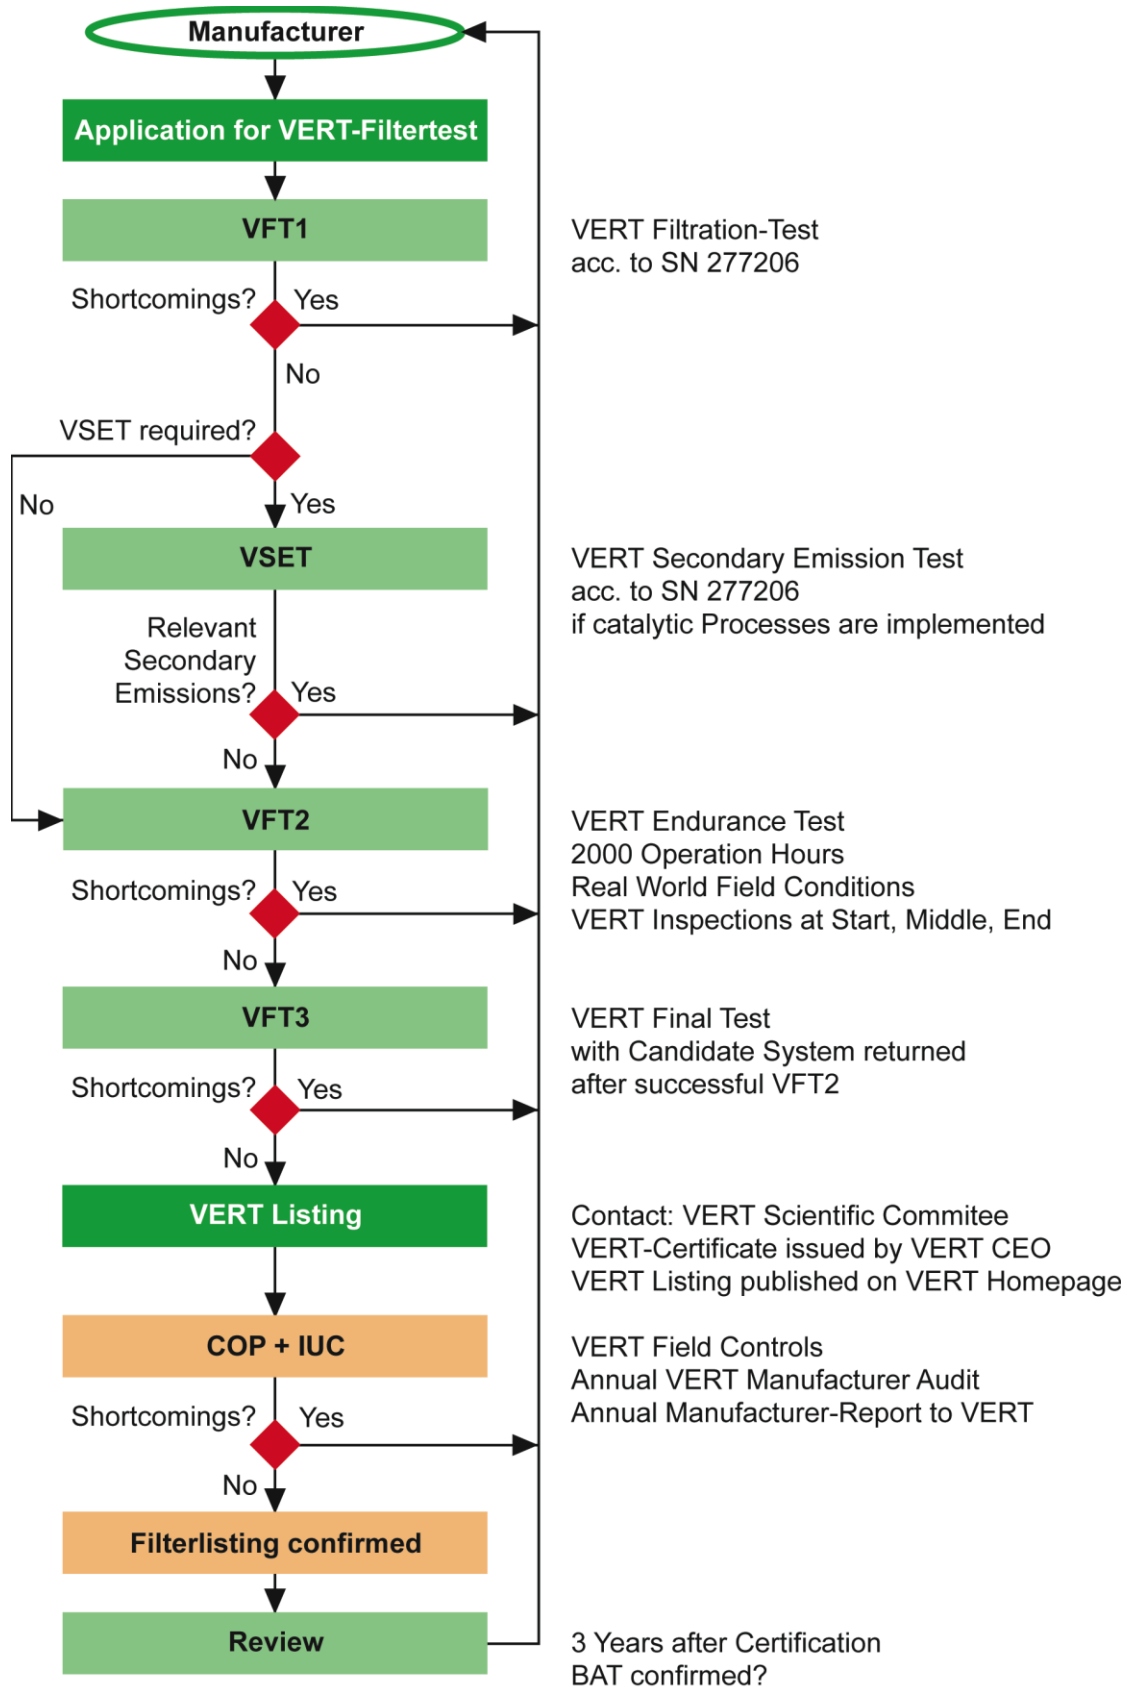 Manufacturer
Application for VERT-Filtertest
VFT1
VERT Filtration-Test
acc. to SN 277206
Shortcomings?
Yes
No
VSET required?
No
Yes
VSET
VERT Secondary Emission Test
acc. to SN 277206
if catalytic Processes are implemented
Relevant
Secondary
Emissions?
Yes
No
VFT2
VERT Endurance Test
2000 Operation Hours
Real World Field Conditions
VERT Inspections at Start, Middle, End
Shortcomings?
Yes
No
VFT3
VERT Final Test
with Candidate System returned
after successful VFT2
Shortcomings?
Yes
No
VERT Listing
Contact: VERT Scientific Commitee
VERT-Certificate issued by VERT CEO
VERT Listing published on VERT Homepage
COP + IUC
VERT Field Controls
Annual VERT Manufacturer Audit
Annual Manufacturer-Report to VERT
Shortcomings?
Yes
No
Filterlisting confirmed
Review
3 Years after Certification
BAT confirmed?